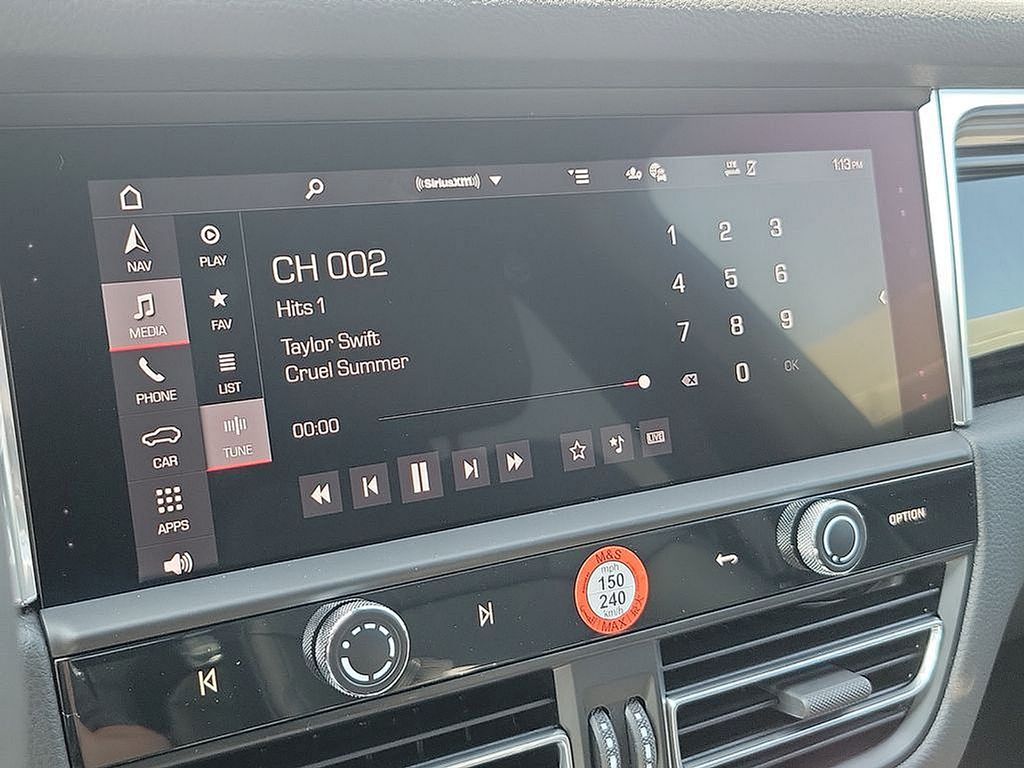 ((SiriusXM))
LTE
1:13 PM
NAV
PLAY
MEDIA
FAV
PHONE
LIST
CAR
TUNE
APPS
CH 002
Hits 1
Taylor Swift
Cruel Summer
00:00
LIVE
1 2 3
4 5 6
7 8 9
0 OK
OPTION
M&S
mph
150
240
km/h
MAX